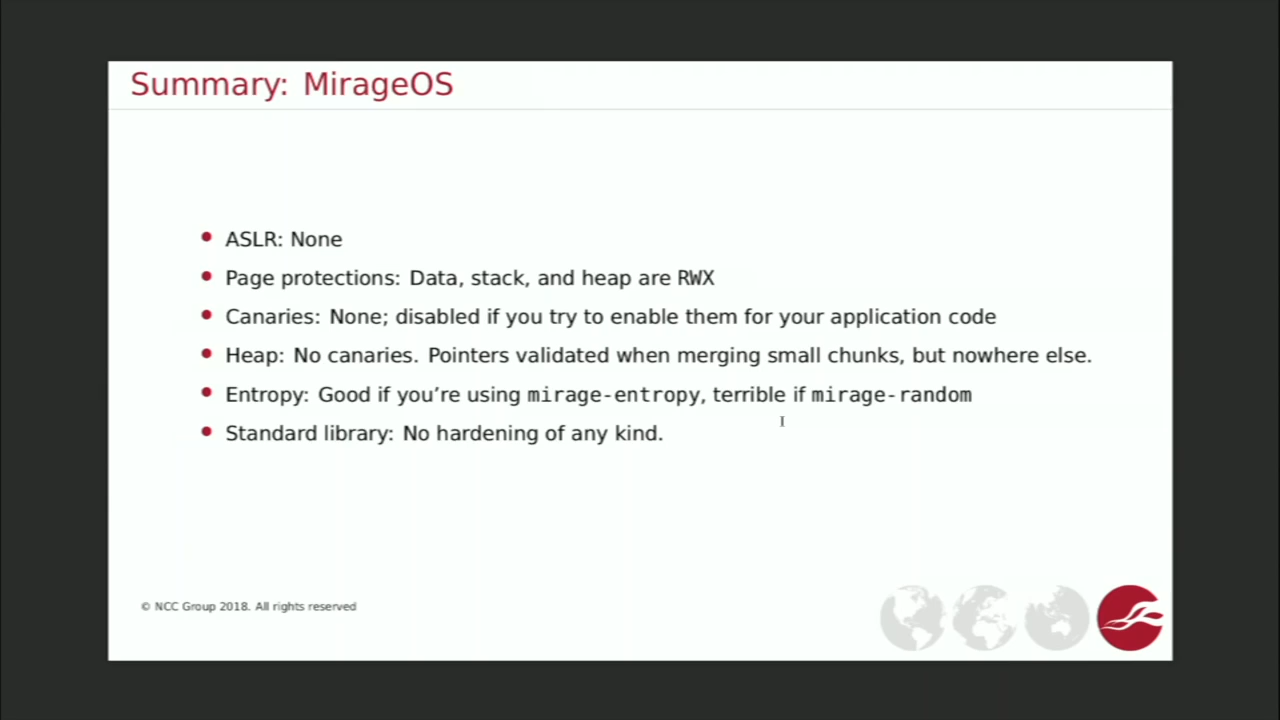 Summary: MirageOS
ASLR: None
Page protections: Data, stack, and heap are RWX
Canaries: None; disabled if you try to enable them for your application code
Heap: No canaries. Pointers validated when merging small chunks, but nowhere else.
Entropy: Good if you’re using mirage-entropy, terrible if mirage-random
Standard library: No hardening of any kind.
© NCC Group 2018. All rights reserved